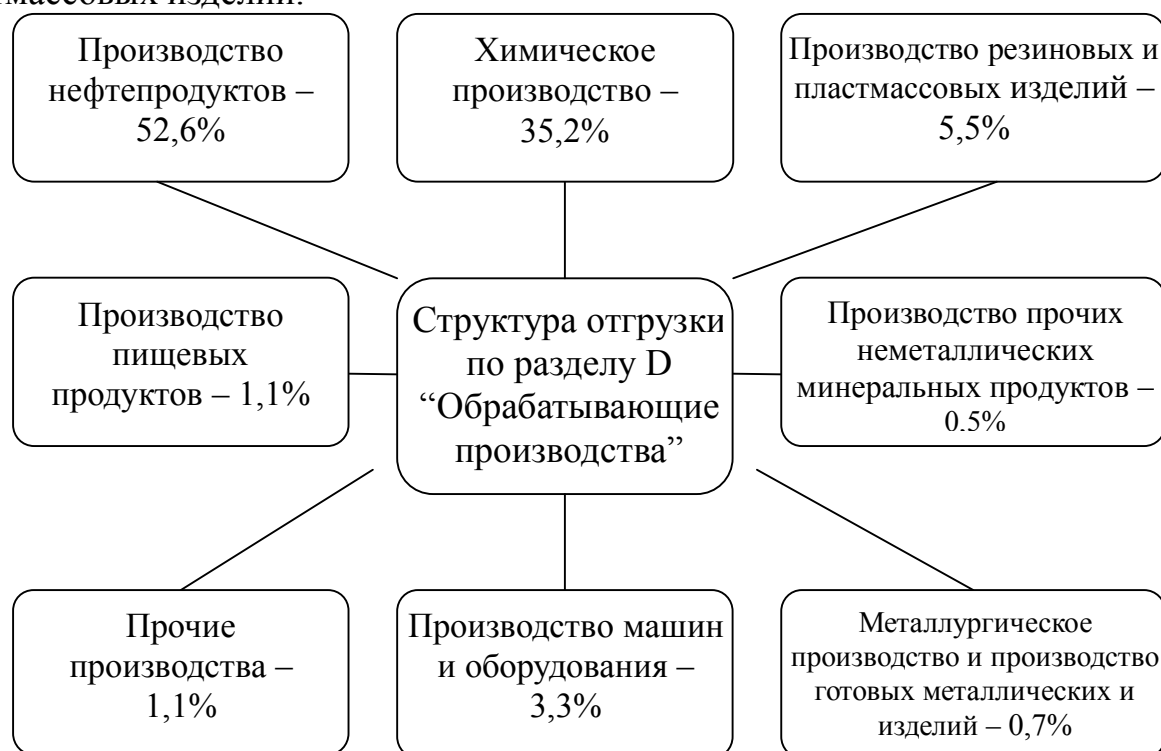 тмассовых изделий.
Производство
нефтепродуктов –
52,6%
Химическое
производство –
35,2%
Производство резиновых и
пластмассовых изделий –
5,5%
Производство
пищевых
продуктов – 1,1%
Структура отгрузки
по разделу D
“Обрабатывающие
производства”
Производство прочих
неметаллических
минеральных продуктов –
0,5%
Прочие
производства –
1,1%
Производство машин
и оборудования –
3,3%
Металлургическое
производство и производство
готовых металлических и
изделий – 0,7%